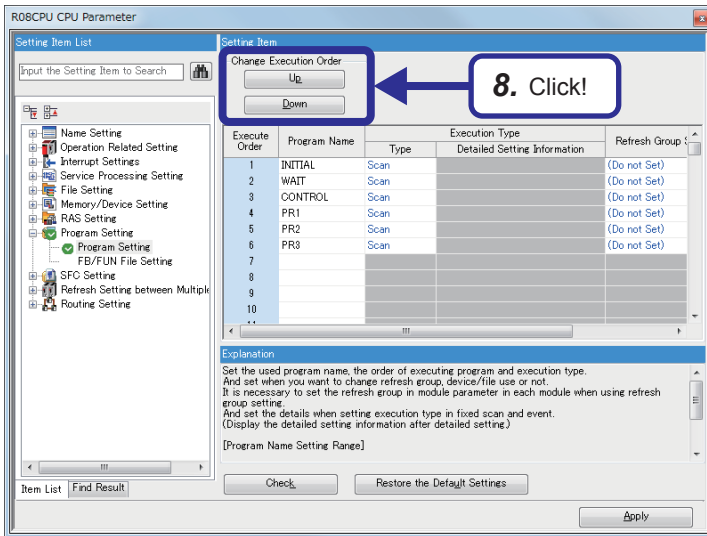 R08CPU CPU Parameter
Setting Item List
Setting Item
Input the Setting Item to Search
Change Execution Order
Up
Down
8. Click!
Name Setting
Operation Related Setting
Interrupt Settings
Service Processing Setting
File Setting
Memory/Device Setting
RAS Setting
Program Setting
Program Setting
FB/FUN File Setting
SFC Setting
Refresh Setting between Multiple
Routing Setting
Execute Order Program Name Execution Type Refresh Group
Type Detailed Setting Information
1 INITIAL Scan (Do not Set)
2 WAIT Scan (Do not Set)
3 CONTROL Scan (Do not Set)
4 PR1 Scan (Do not Set)
5 PR2 Scan (Do not Set)
6 PR3 Scan (Do not Set)
7
8
9
10
Explanation
Set the used program name, the order of executing program and execution type.
And set when you want to change refresh group, device/file use or not.
It is necessary to set the refresh group in module parameter in each module when using refresh
group setting.
And set the details when setting execution type in fixed scan and event.
(Display the detailed setting information after detailed setting.)
[Program Name Setting Range]
Item List Find Result
Check Restore the Default Settings
Apply